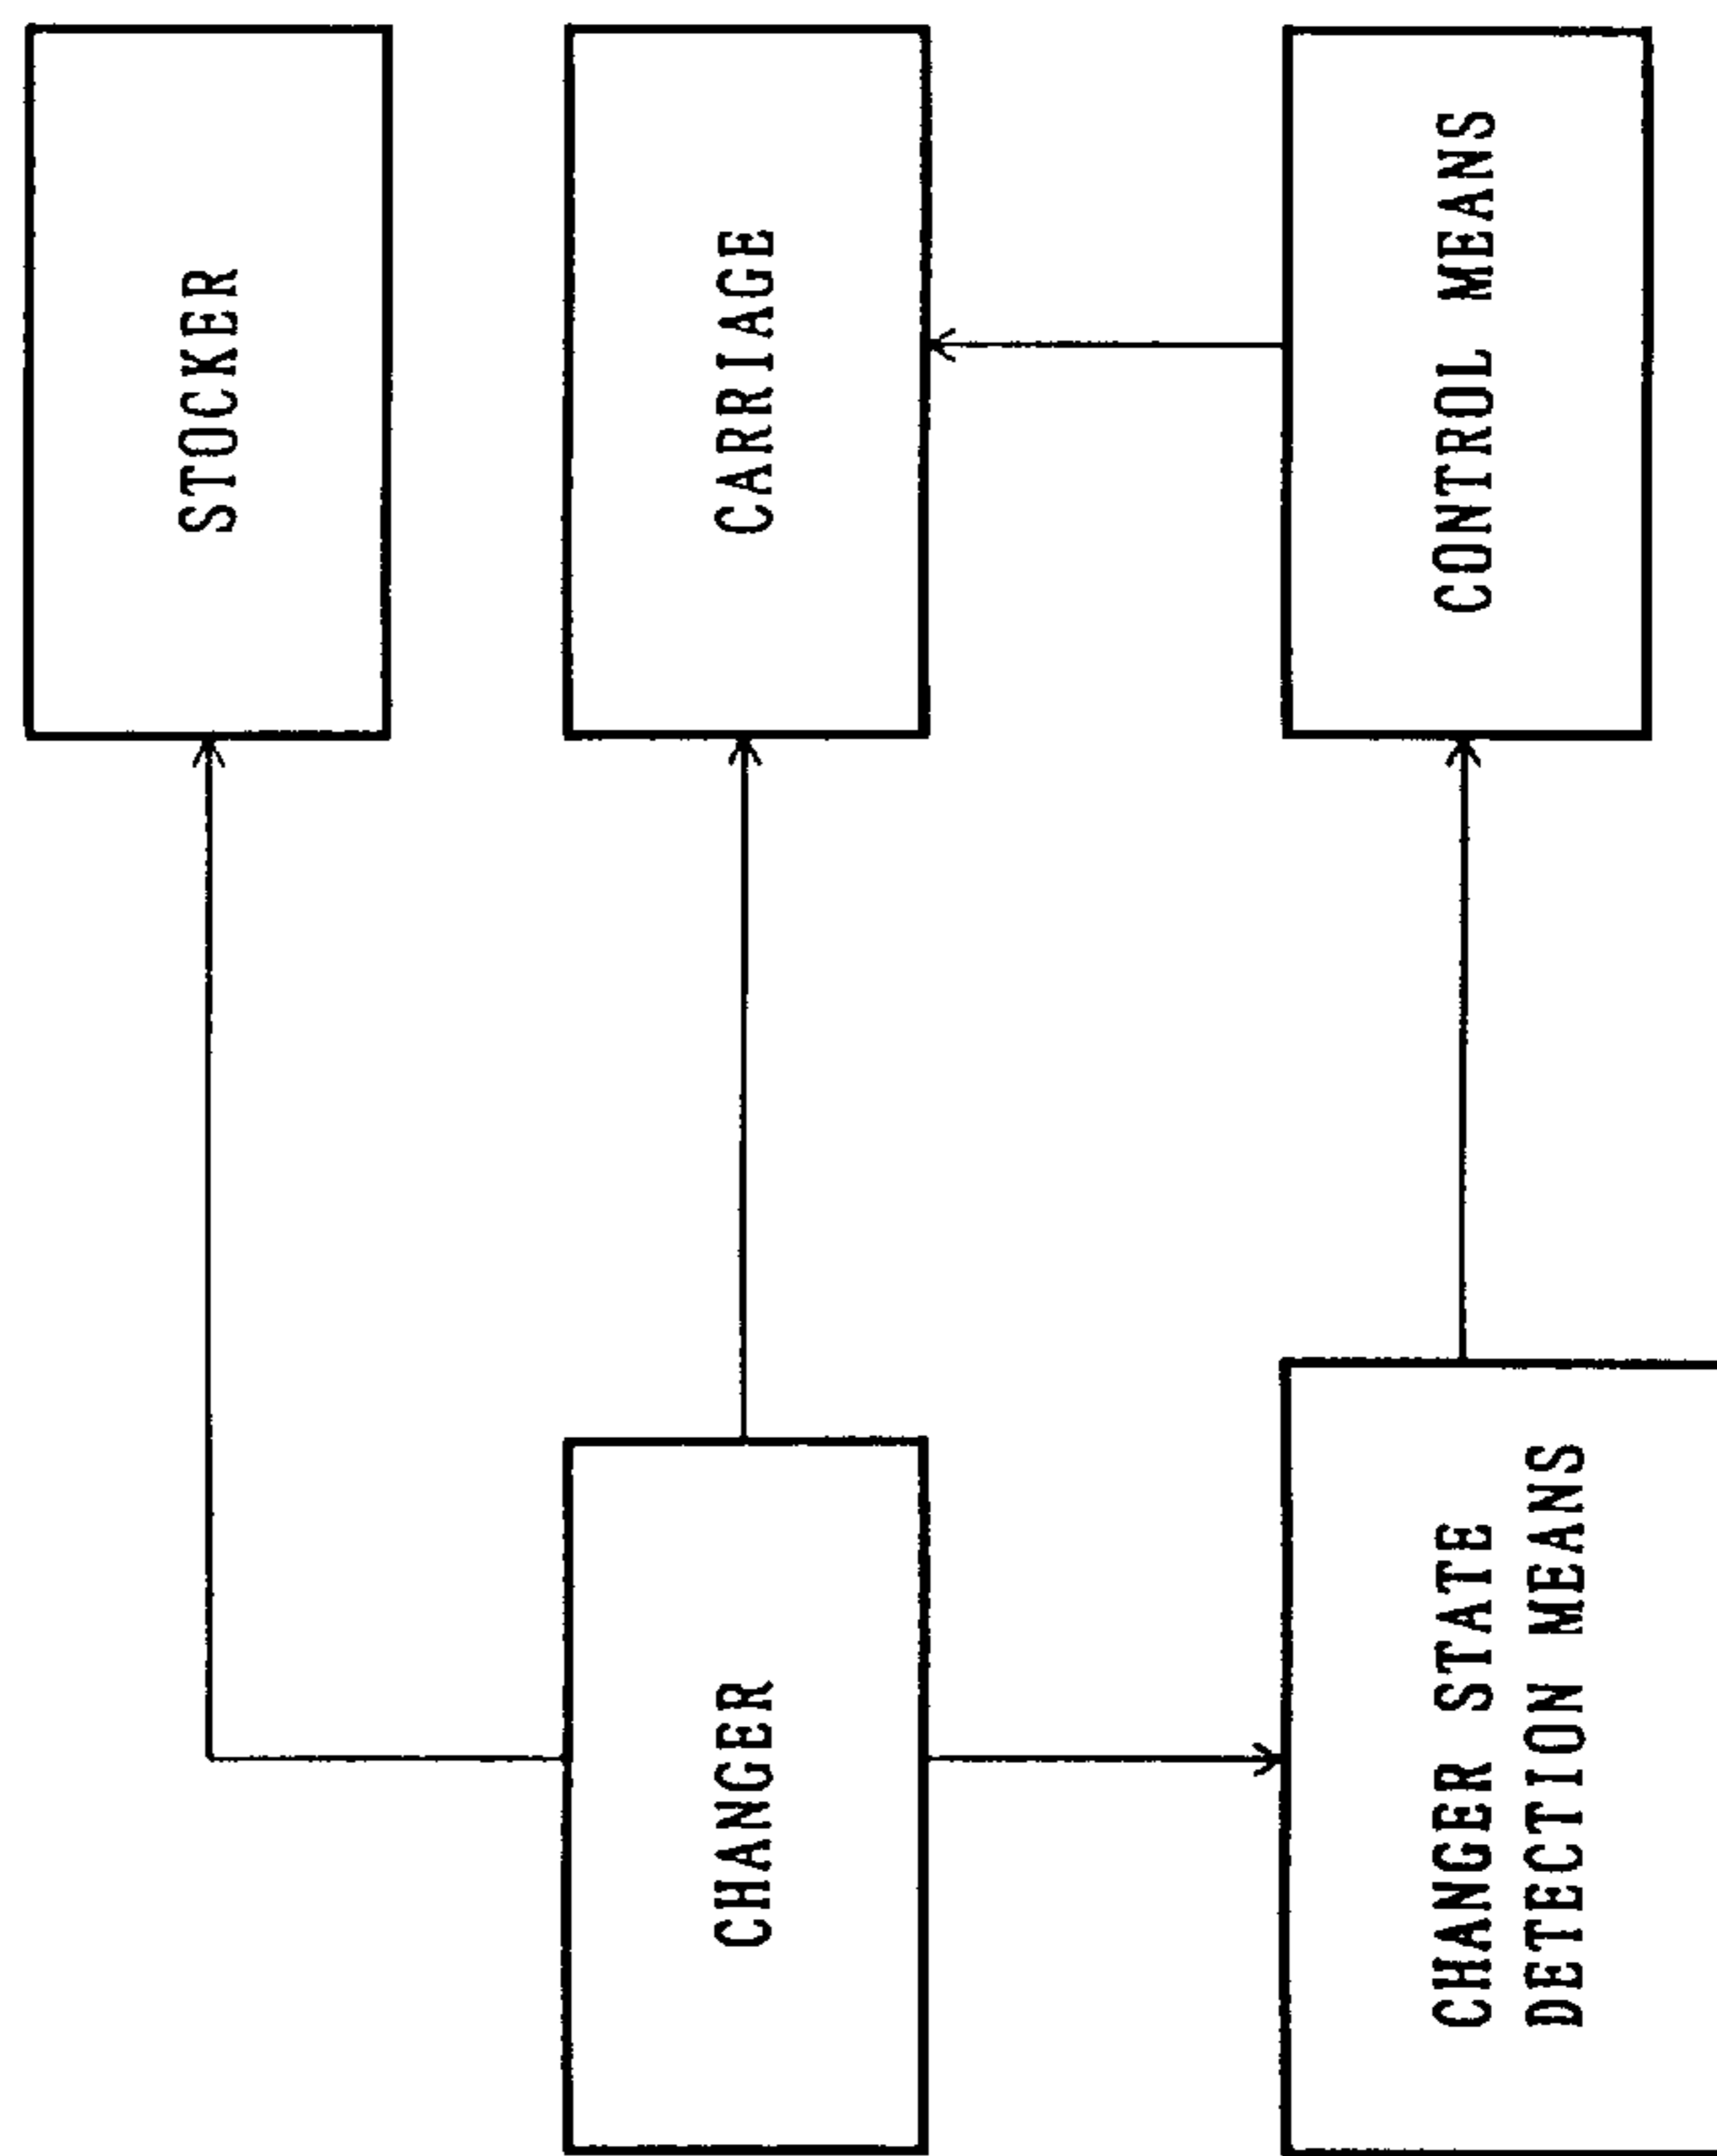 STOCKER
CHANGER
CARRIAGE
CHANGER STATE
DETECTION MEANS
CONTROL MEANS